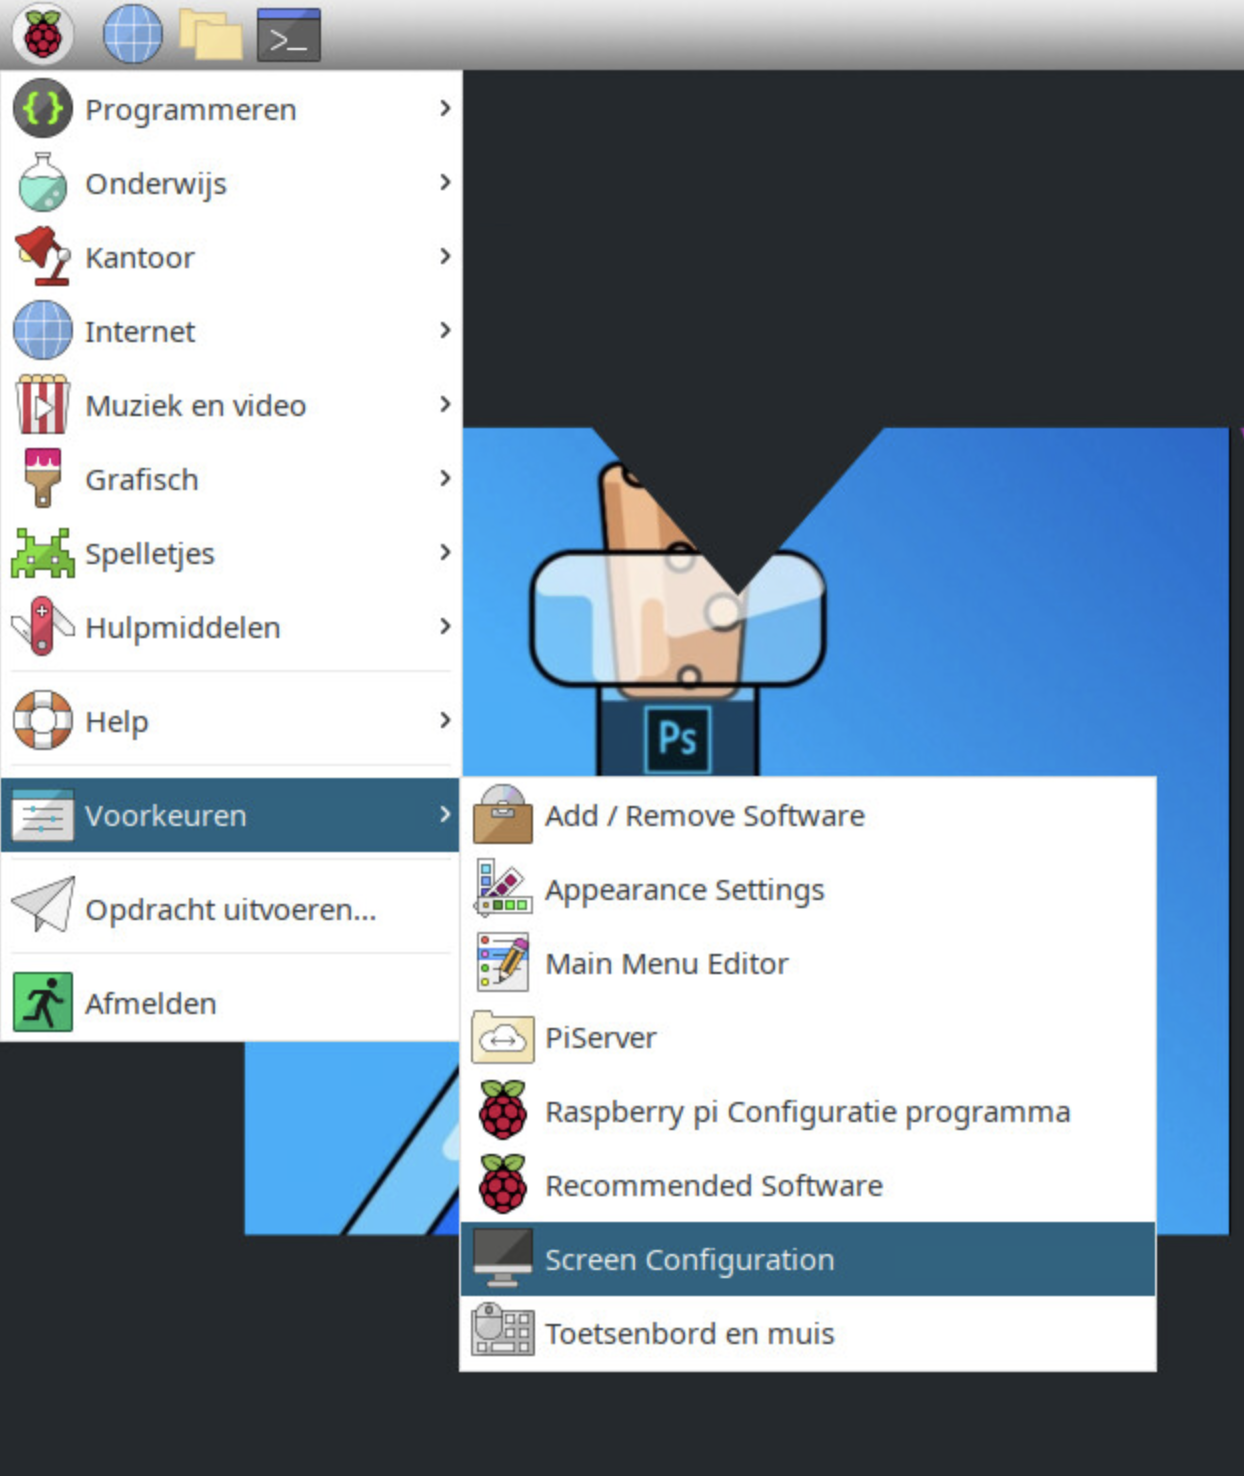 >_
Programmeren
Onderwijs
Kantoor
Internet
Muziek en video
Grafisch
Spelletjes
Hulpmiddelen
Help
Voorkeuren
Opdracht uitvoeren...
Afmelden
Ps
Add / Remove Software
Appearance Settings
Main Menu Editor
PiServer
Raspberry pi Configuratie programma
Recommended Software
Screen Configuration
Toetsenbord en muis